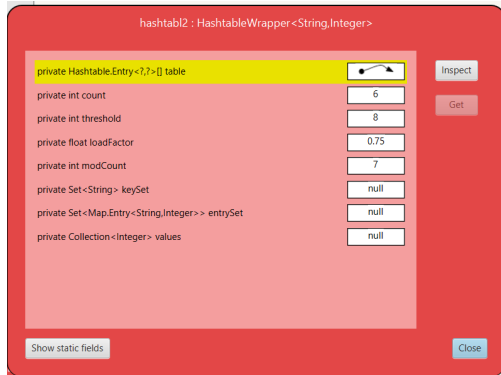 hashtabl2 : HashtableWrapper<String,Integer>
private Hashtable.Entry<?,?>[] table
Inspect
private int count 6
Get
private int threshold 8
private float loadFactor 0.75
private int modCount 7
private Set<String> keySet null
private Set<Map.Entry<String,Integer>> entrySet null
private Collection<Integer> values null
Show static fields
Close